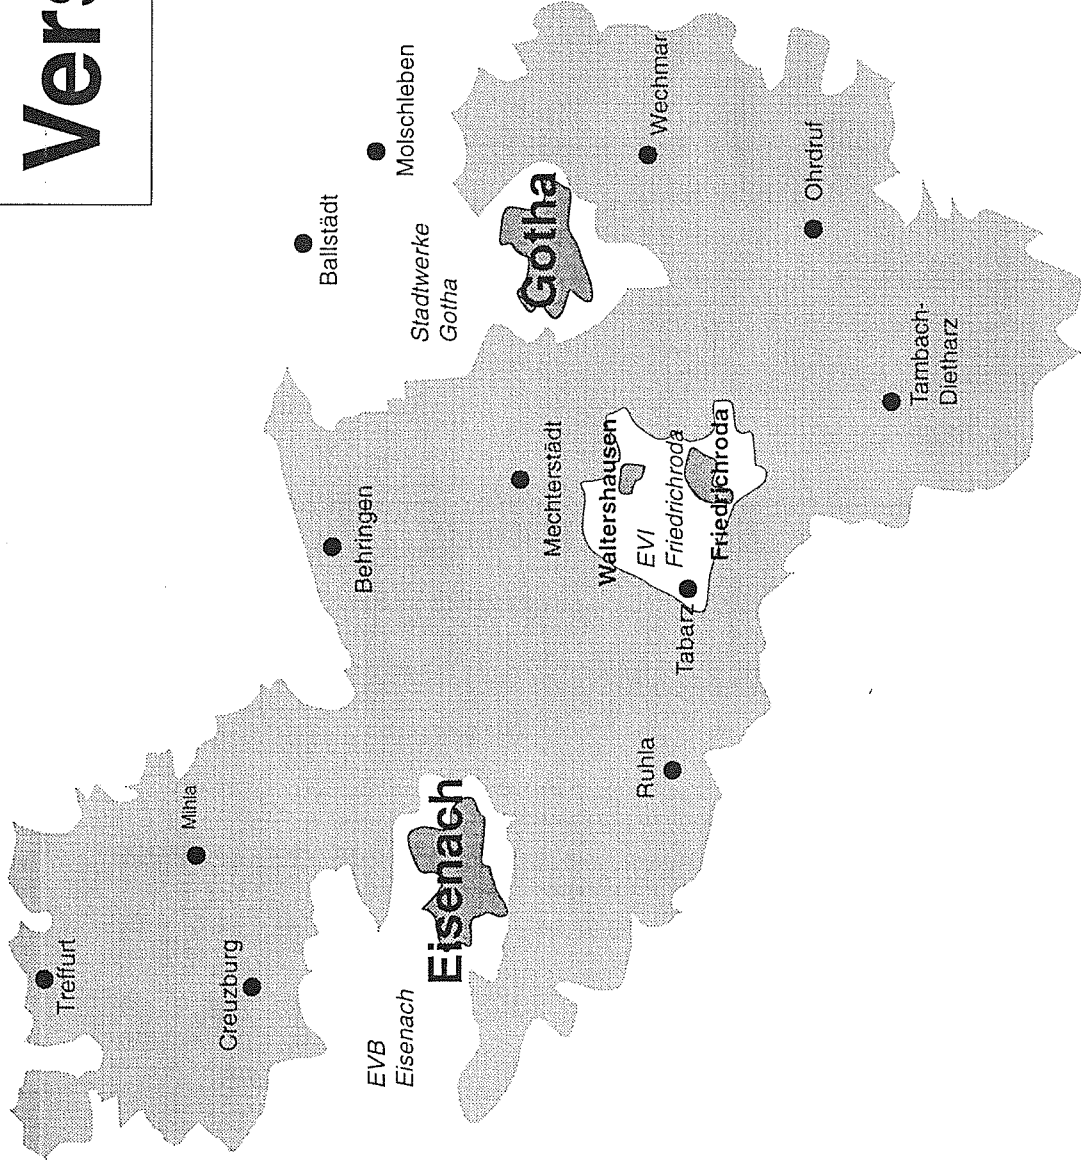 Vers
Treffurt
Mihla
Creuzburg
EVB
Eisenach
Eisenach
Ruhla
Behringen
Mechterstädt
Waltershausen
EVI
Friedrichroda
Friedrichroda
Tabarz
Ballstädt
Molschleben
Stadtwerke
Gotha
Gotha
Wechmar
Ohrdruf
Tambach-
Dietharz